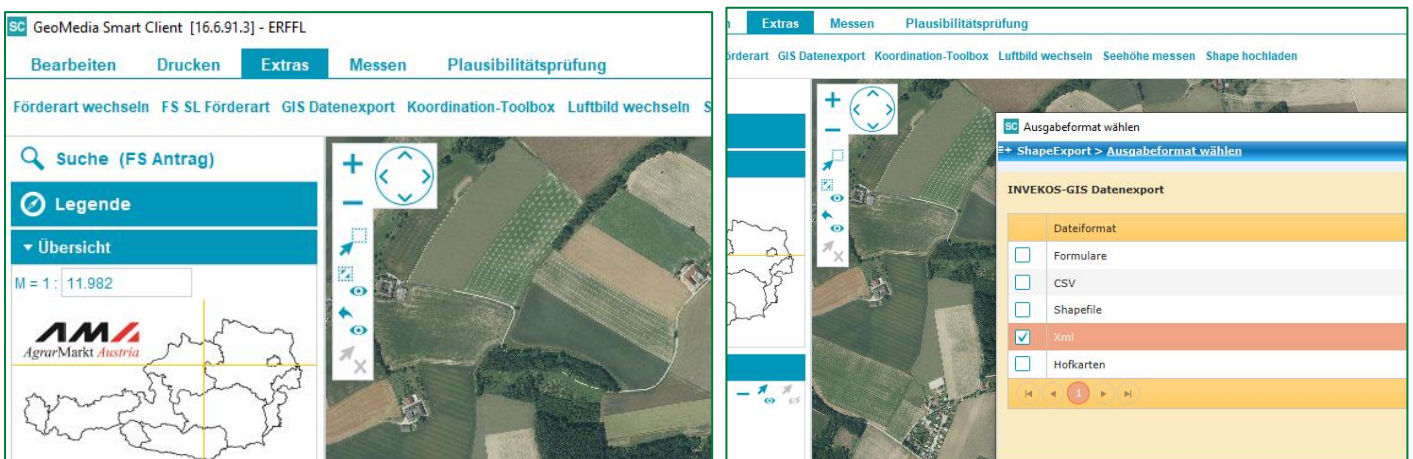 SC GeoMedia Smart Client [16.6.91.3] - ERFFL
Bearbeiten Drucken Extras Messen Plausibilitätsprüfung
Förderart wechseln FS SL Förderart GIS Datenexport Koordination-Toolbox Luftbild wechseln S
Suche (FS Antrag)
Legende
Übersicht
M = 1 : 11.982
AMA
AgrarMarkt Austria
Extras Messen Plausibilitätsprüfung
örderart GIS Datenexport Koordination-Toolbox Luftbild wechseln Seehöhe messen Shape hochladen
SC Ausgabeformat wählen
ShapeExport > Ausgabeformat wählen
INVEKOS-GIS Datenexport
Dateiformat
Formulare
CSV
Shapefile
Xml
Hofkarten
1